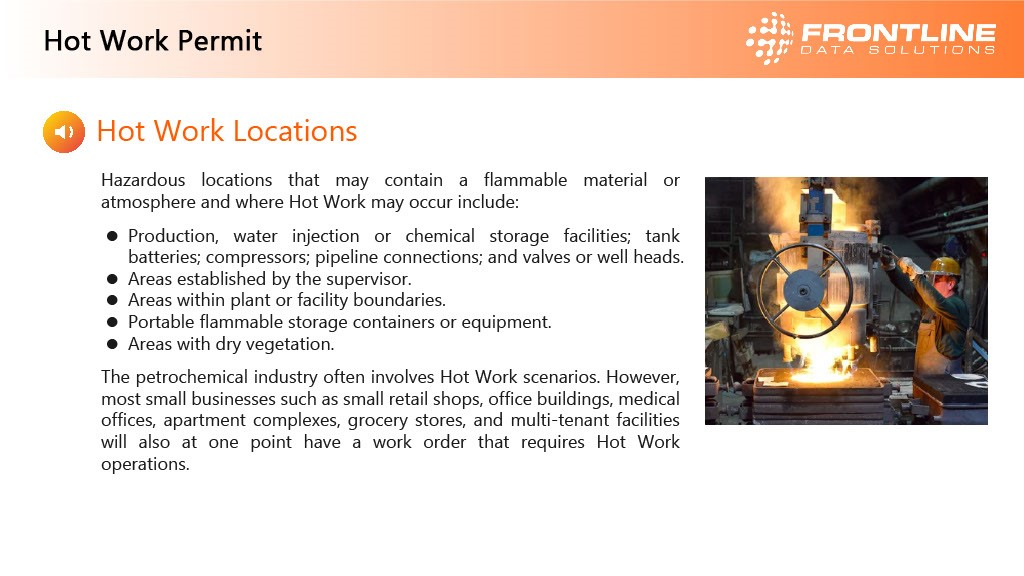 Hot Work Permit
FRONTLINE
DATA SOLUTIONS
Hot Work Locations
Hazardous locations that may contain a flammable material or
atmosphere and where Hot Work may occur include:
● Production, water injection or chemical storage facilities; tank
batteries; compressors; pipeline connections; and valves or well heads.
● Areas established by the supervisor.
● Areas within plant or facility boundaries.
● Portable flammable storage containers or equipment.
● Areas with dry vegetation.
The petrochemical industry often involves Hot Work scenarios. However,
most small businesses such as small retail shops, office buildings, medical
offices, apartment complexes, grocery stores, and multi-tenant facilities
will also at one point have a work order that requires Hot Work
operations.